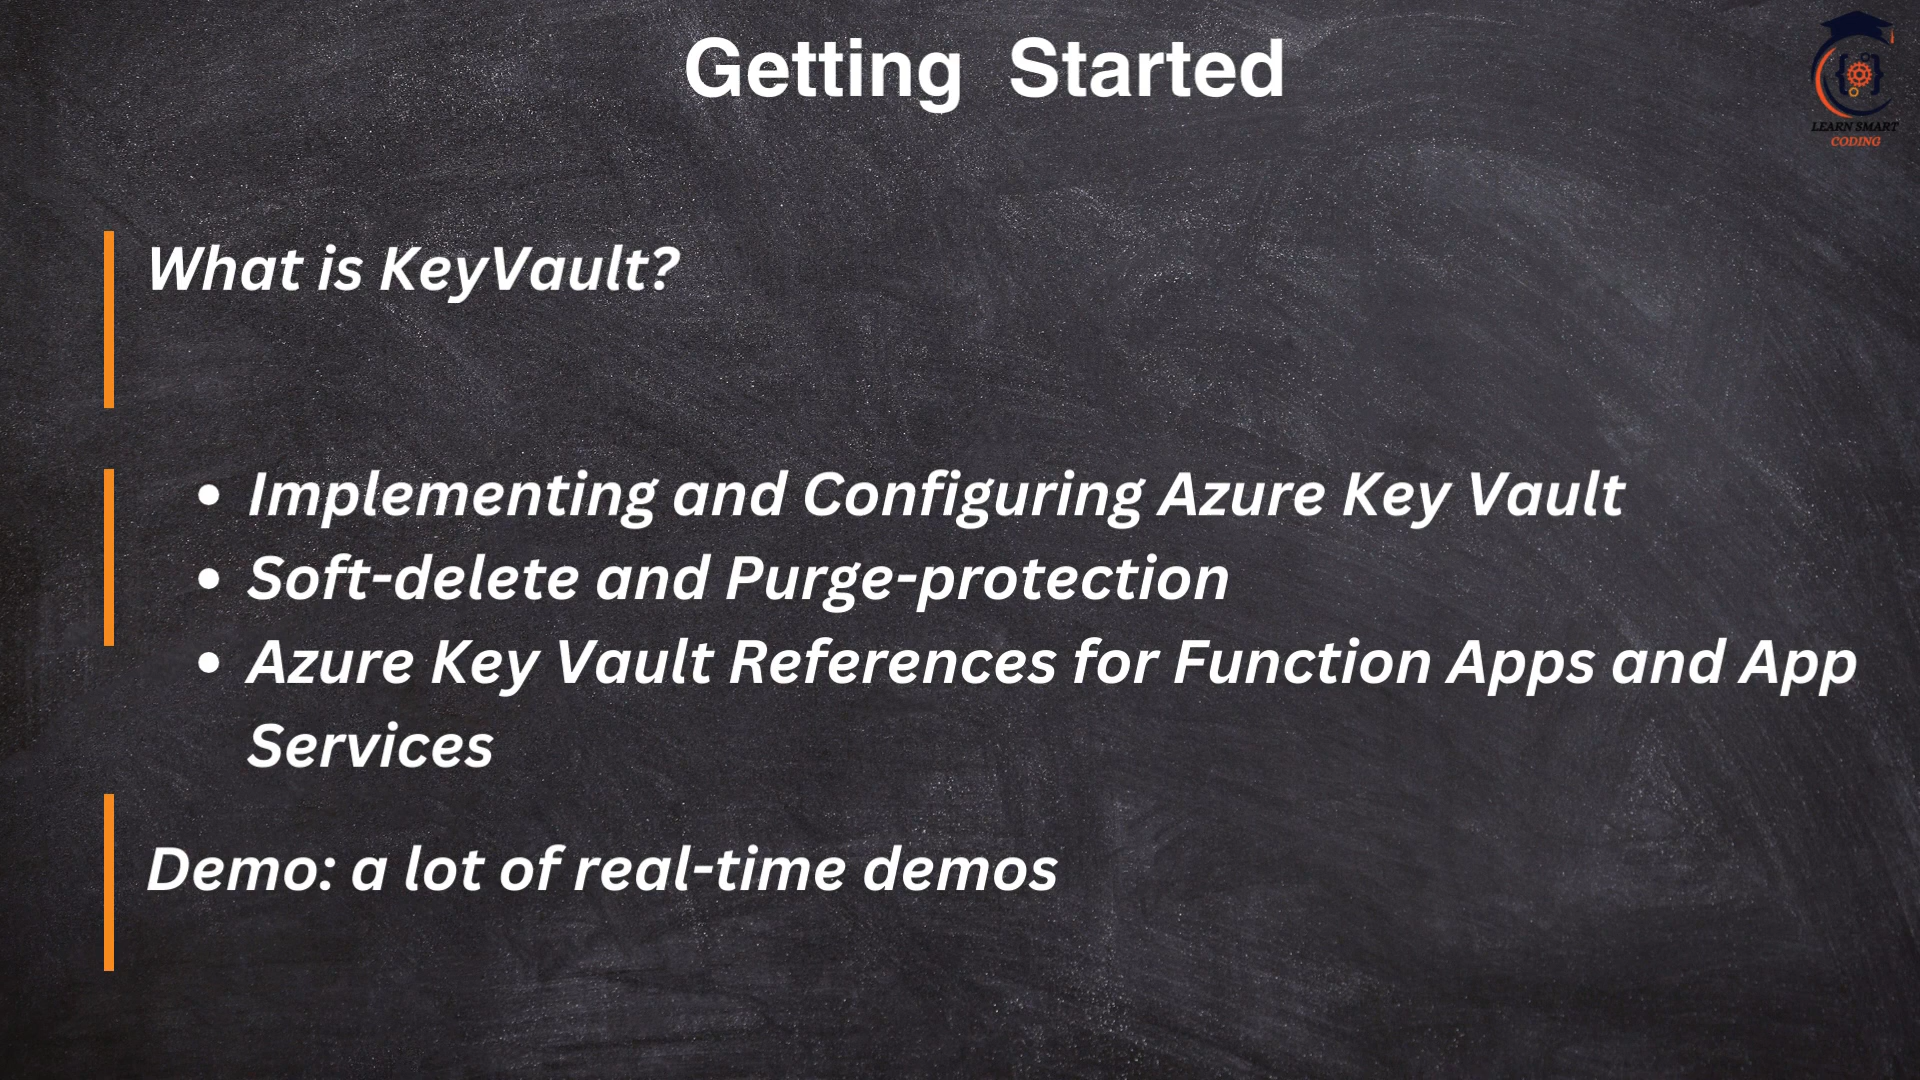 Getting Started
LEARN SMART
CODING
What is KeyVault?
• Implementing and Configuring Azure Key Vault
• Soft-delete and Purge-protection
• Azure Key Vault References for Function Apps and App
Services
Demo: a lot of real-time demos